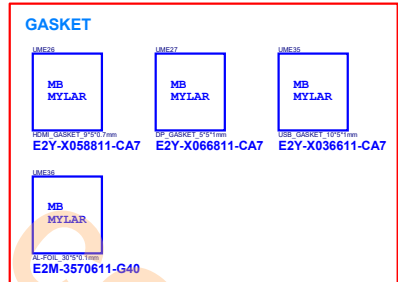 GASKET
UME26 UME27 UME35
MB MYLAR MB MYLAR MB MYLAR
HDMI_GASKET_9*5*0.7mm DP_GASKET_5*5*1mm USB_GASKET_10*5*1mm
E2Y-X058811-CA7 E2Y-X066811-CA7 E2Y-X036611-CA7
UME36
MB
MYLAR
AL-FOIL_30*5*0.1mm
E2M-3570611-G40